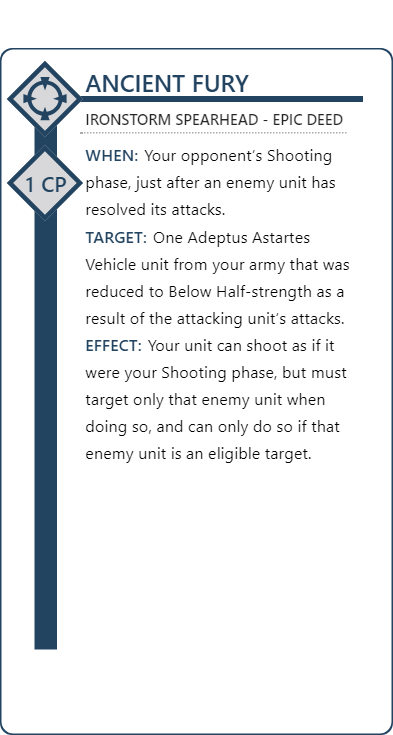 ANCIENT FURY
IRONSTORM SPEARHEAD - EPIC DEED
1 CP
WHEN: Your opponent's Shooting
phase, just after an enemy unit has
resolved its attacks.
TARGET: One Adeptus Astartes
Vehicle unit from your army that was
reduced to Below Half-strength as a
result of the attacking unit's attacks.
EFFECT: Your unit can shoot as if it
were your Shooting phase, but must
target only that enemy unit when
doing so, and can only do so if that
enemy unit is an eligible target.